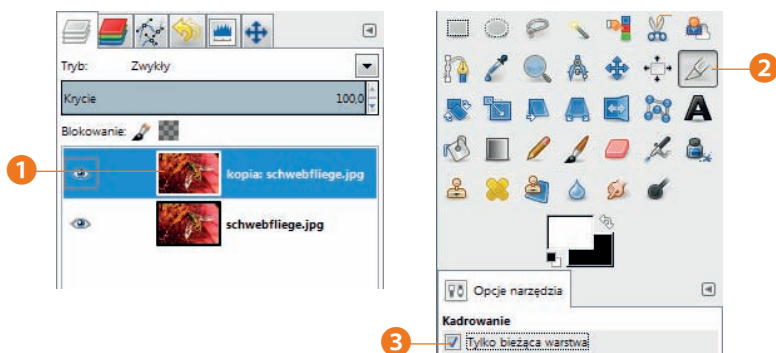 Tryb: Zwykły
Krycie 100,0
Blokowanie:
1
kopia: schwebfliege.jpg
schwebfliege.jpg
2
A
Opcje narzędzia
Kadrowanie
3
Tylko bieżąca warstwa